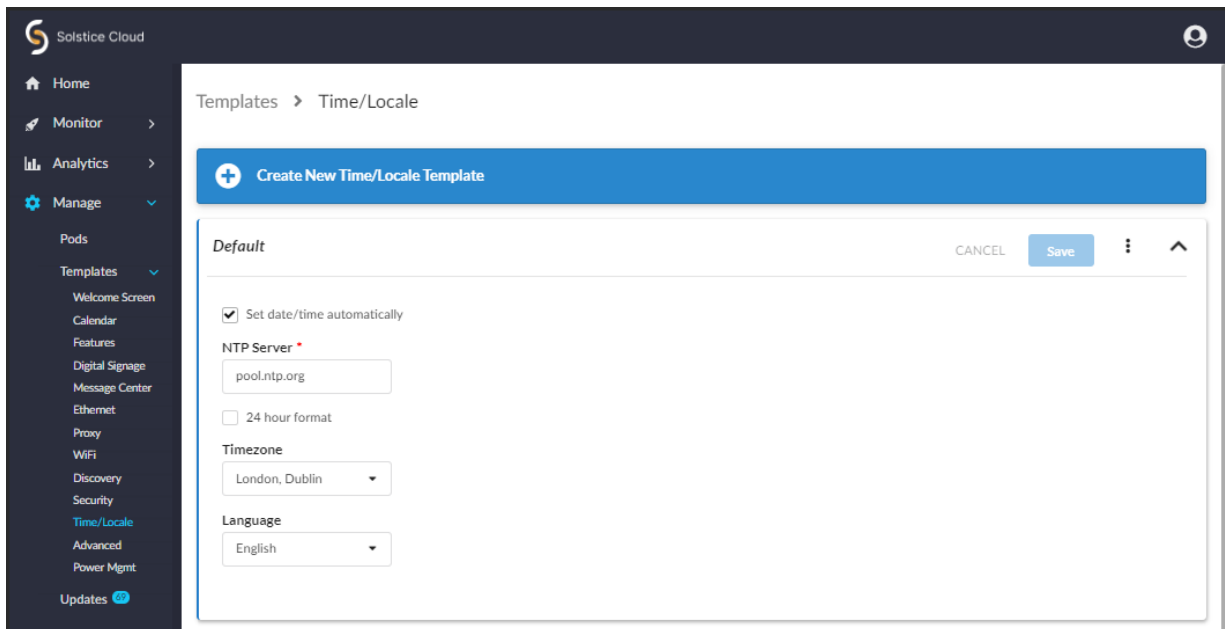 Solstice Cloud
Home
Monitor
Analytics
Manage
Pods
Templates
Welcome Screen
Calendar
Features
Digital Signage
Message Center
Ethernet
Proxy
WiFi
Discovery
Security
Time/Locale
Advanced
Power Mgmt
Updates 69
Templates > Time/Locale
Create New Time/Locale Template
Default
CANCEL Save
Set date/time automatically
NTP Server *
pool.ntp.org
24 hour format
Timezone
London, Dublin
Language
English